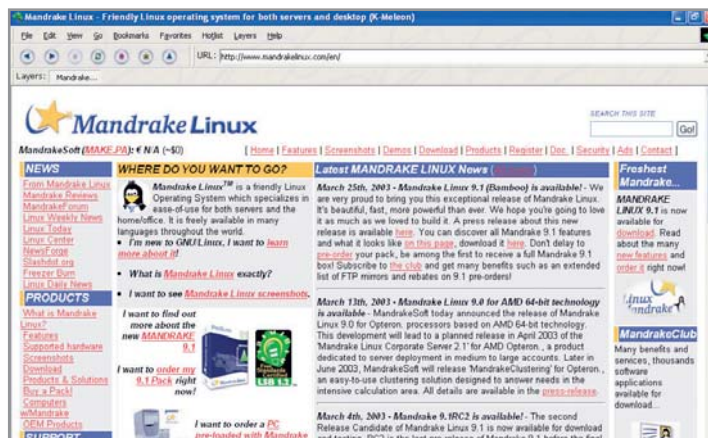 Mandrake Linux - Friendly Linux operating system for both servers and desktop (K-Meleon)
File Edit View Go Bookmarks Favorites Hotlist Layers Help
URL: http://www.mandrakelinux.com/en/
Layers: Mandrake...
Mandrake Linux
SEARCH THIS SITE
Go!
MandrakeSoft (MAKE.PA): € N/A (~$0)
[ Home | Features | Screenshots | Demos | Download | Products | Register | Doc. | Security | Ads | Contact ]
NEWS
From Mandrake Linux
Mandrake Reviews
MandrakeForum
Linux Weekly News
Linux Today
Linux Center
NewsForge
Slashdot.org
Freezer Burn
Linux Daily News
PRODUCTS
What is Mandrake
Linux?
Features
Supported hardware
Screenshots
Download
Products & Solutions
Buy a Pack!
Computers
w/Mandrake
OEM Products
SUPPORT
WHERE DO YOU WANT TO GO?
Mandrake Linux™ is a friendly Linux
Operating System which specializes in
ease-of-use for both servers and the
home/office. It is freely available in many
languages throughout the world.
• I'm new to GNU/Linux, I want to learn
more about it!
• What is Mandrake Linux exactly?
• I want to see Mandrake Linux screenshots.
I want to find out
more about the
new MANDRAKE
9.1
I want to order my
9.1 Pack right
now!
LSB 1.2
I want to order a PC
pre-loaded with Mandrake
Latest MANDRAKE LINUX News
March 25th, 2003 - Mandrake Linux 9.1 (Bamboo) is available! - We
are very proud to bring you this exceptional release of Mandrake Linux.
It's beautiful, fast, more powerful than ever. We hope you're going to love
it as much as we loved to build it. A press release about this new
release is available here. You can discover all Mandrake 9.1 features
and what it looks like on this page, download it here. Don't delay to
pre-order your pack, be among the first to receive a full Mandrake 9.1
box! Subscribe to the club and get many benefits such as an extended
list of FTP mirrors and rebates on 9.1 pre-orders!
March 13th, 2003 - Mandrake Linux 9.0 for AMD 64-bit technology
is available - MandrakeSoft today announced the release of Mandrake
Linux 9.0 for Opteron. processors based on AMD 64-bit technology.
This development will lead to a planned release in April 2003 of the
'Mandrake Linux Corporate Server 2.1' for AMD Opteron., a product
dedicated to server deployment in medium to large accounts. Later in
June 2003, MandrakeSoft will release 'MandrakeClustering' for Opteron.,
an easy-to-use clustering solution designed to answer needs in the
intensive calculation area. All details are available in the press-release.
March 4th, 2003 - Mandrake 9.1RC2 is available! - The second
Release Candidate of Mandrake Linux 9.1 is now available for download
Freshest
Mandrake...
MANDRAKE
LINUX 9.1 is now
available for
download. Read
about the many
new features and
order it right now!
Linux
mandrake
MandrakeClub
Many benefits and
services, thousands
software
applications
available for
download...